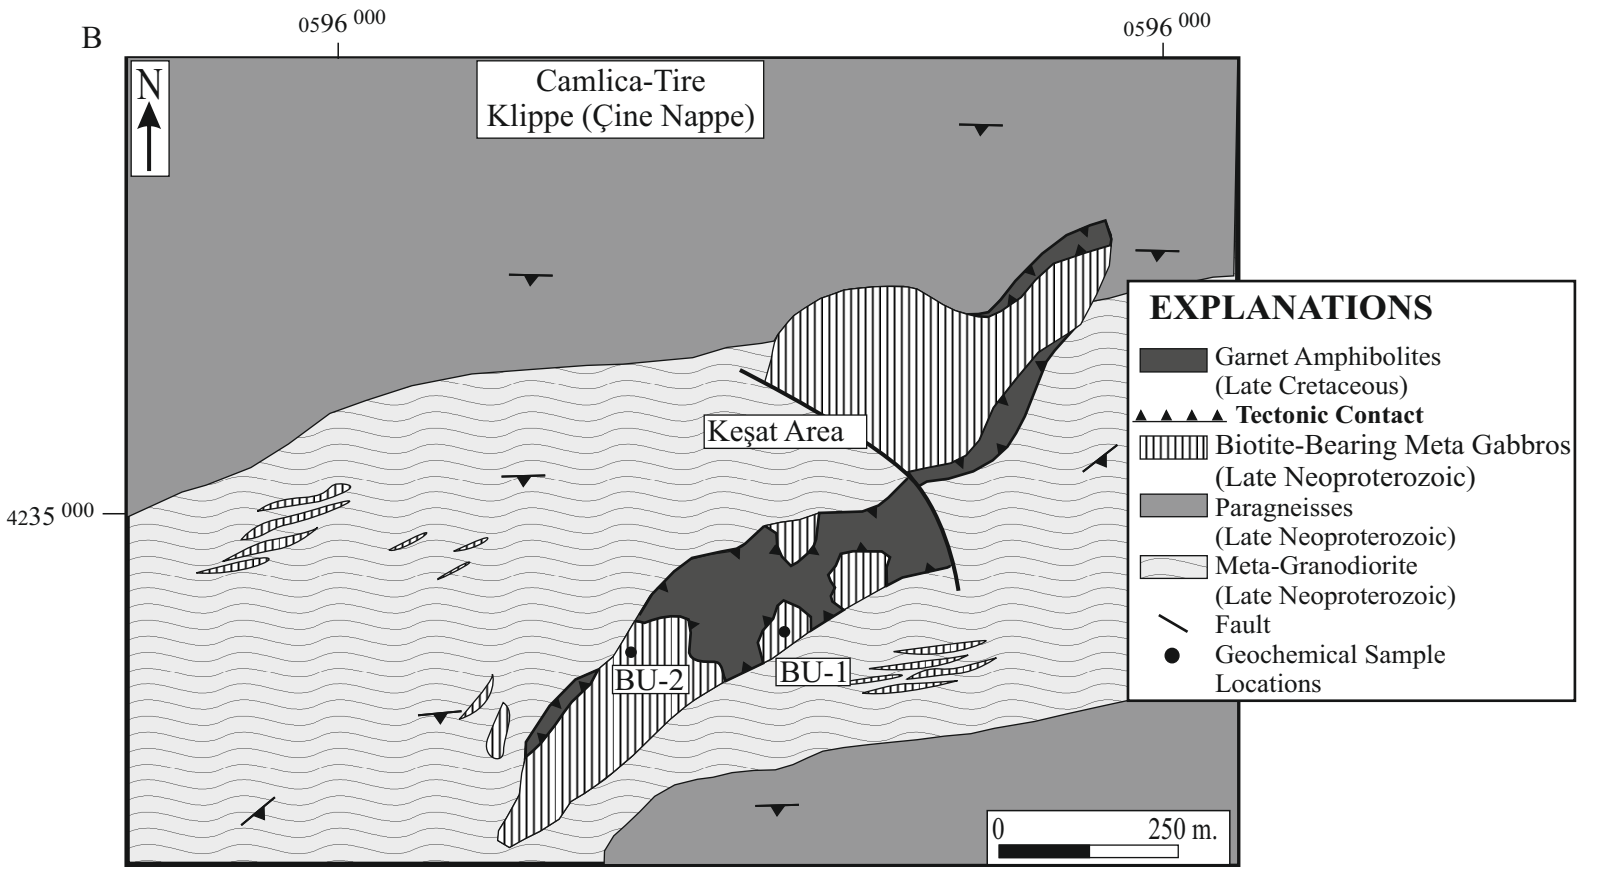 B
0596 000
0596 000
N
Camlica-Tire
Klippe (Çine Nappe)
EXPLANATIONS
Garnet Amphibolites
(Late Cretaceous)
Tectonic Contact
Biotite-Bearing Meta Gabbros
(Late Neoproterozoic)
Paragneisses
(Late Neoproterozoic)
Meta-Granodiorite
(Late Neoproterozoic)
Fault
Geochemical Sample
Locations
Keşat Area
4235 000
BU-1
BU-2
0 250 m.